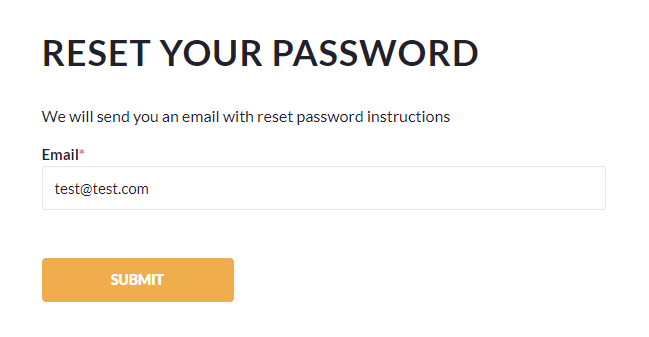 RESET YOUR PASSWORD
We will send you an email with reset password instructions
Email*
test@test.com
SUBMIT